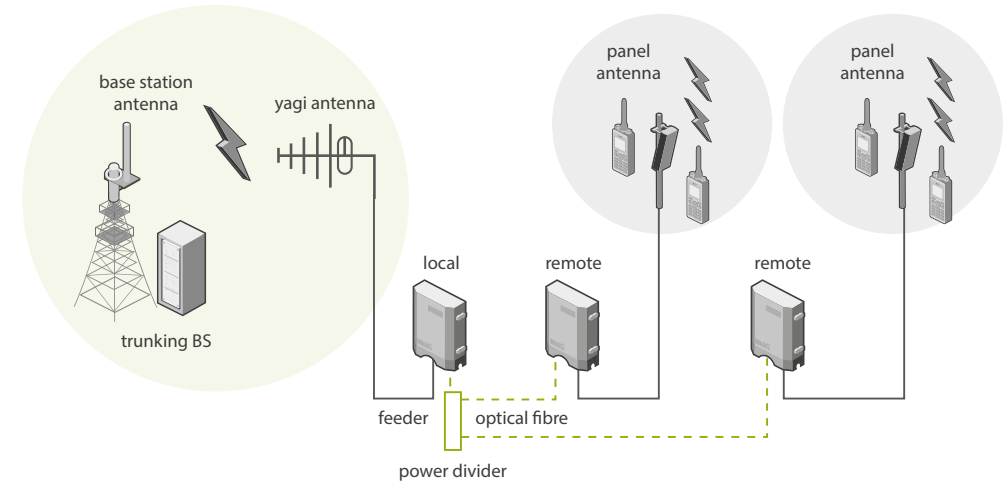 panel
antenna
panel
antenna
base station
antenna
yagi antenna
local
remote
remote
trunking BS
feeder
optical fibre
power divider